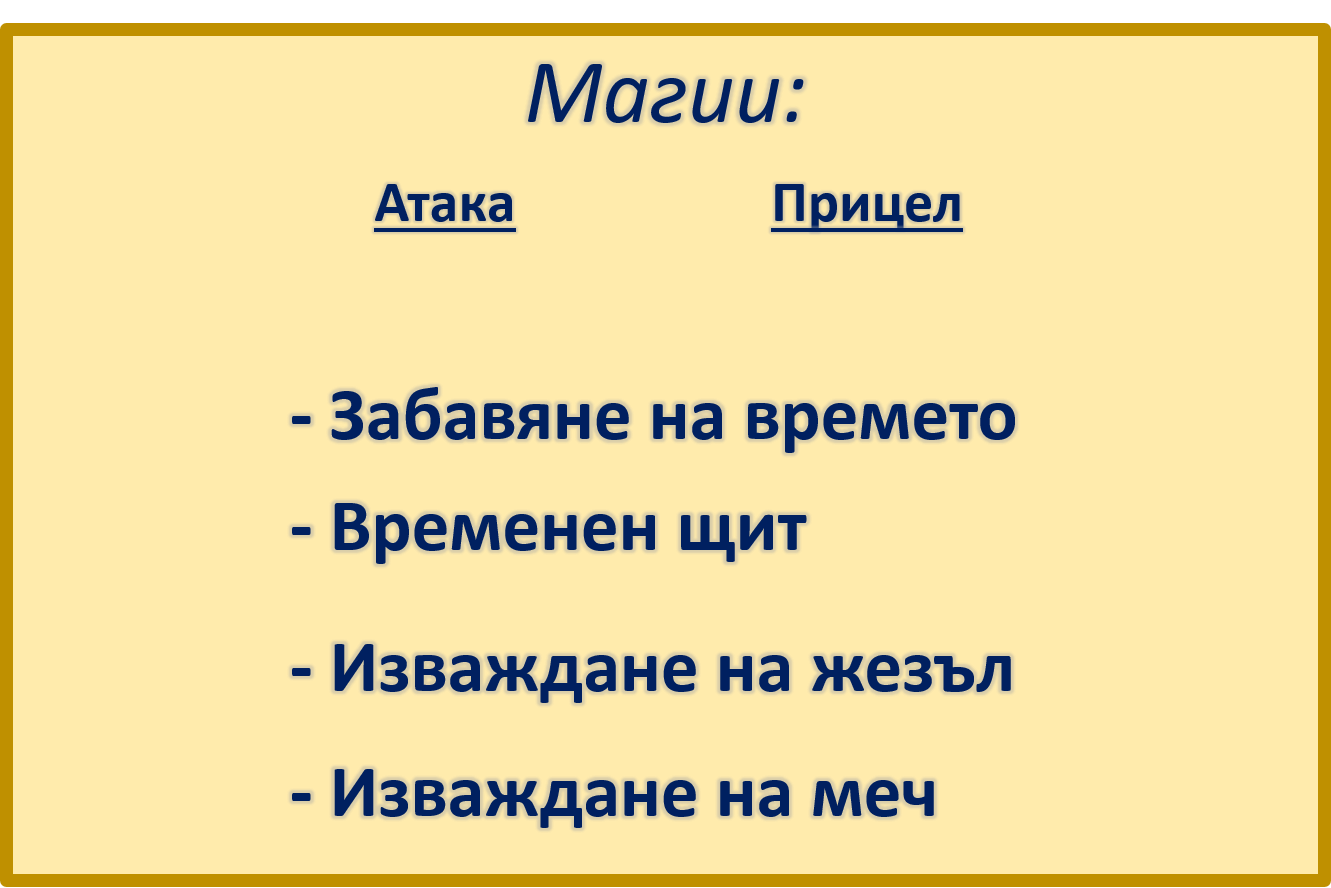 Магии:
Атака Прицел
- Забавяне на времето
- Временен щит
- Изваждане на жезъл
- Изваждане на меч